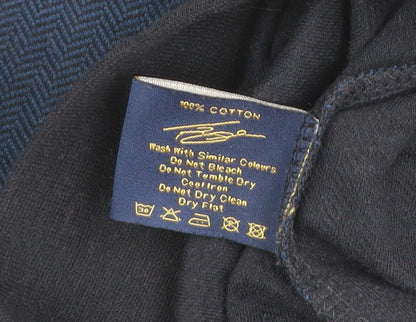 100% COTTON
Wash With Similar Colours
Do Not Bleach
Do Not Tumble Dry
Cool Iron
Do Not Dry Clean
Dry Flat
30